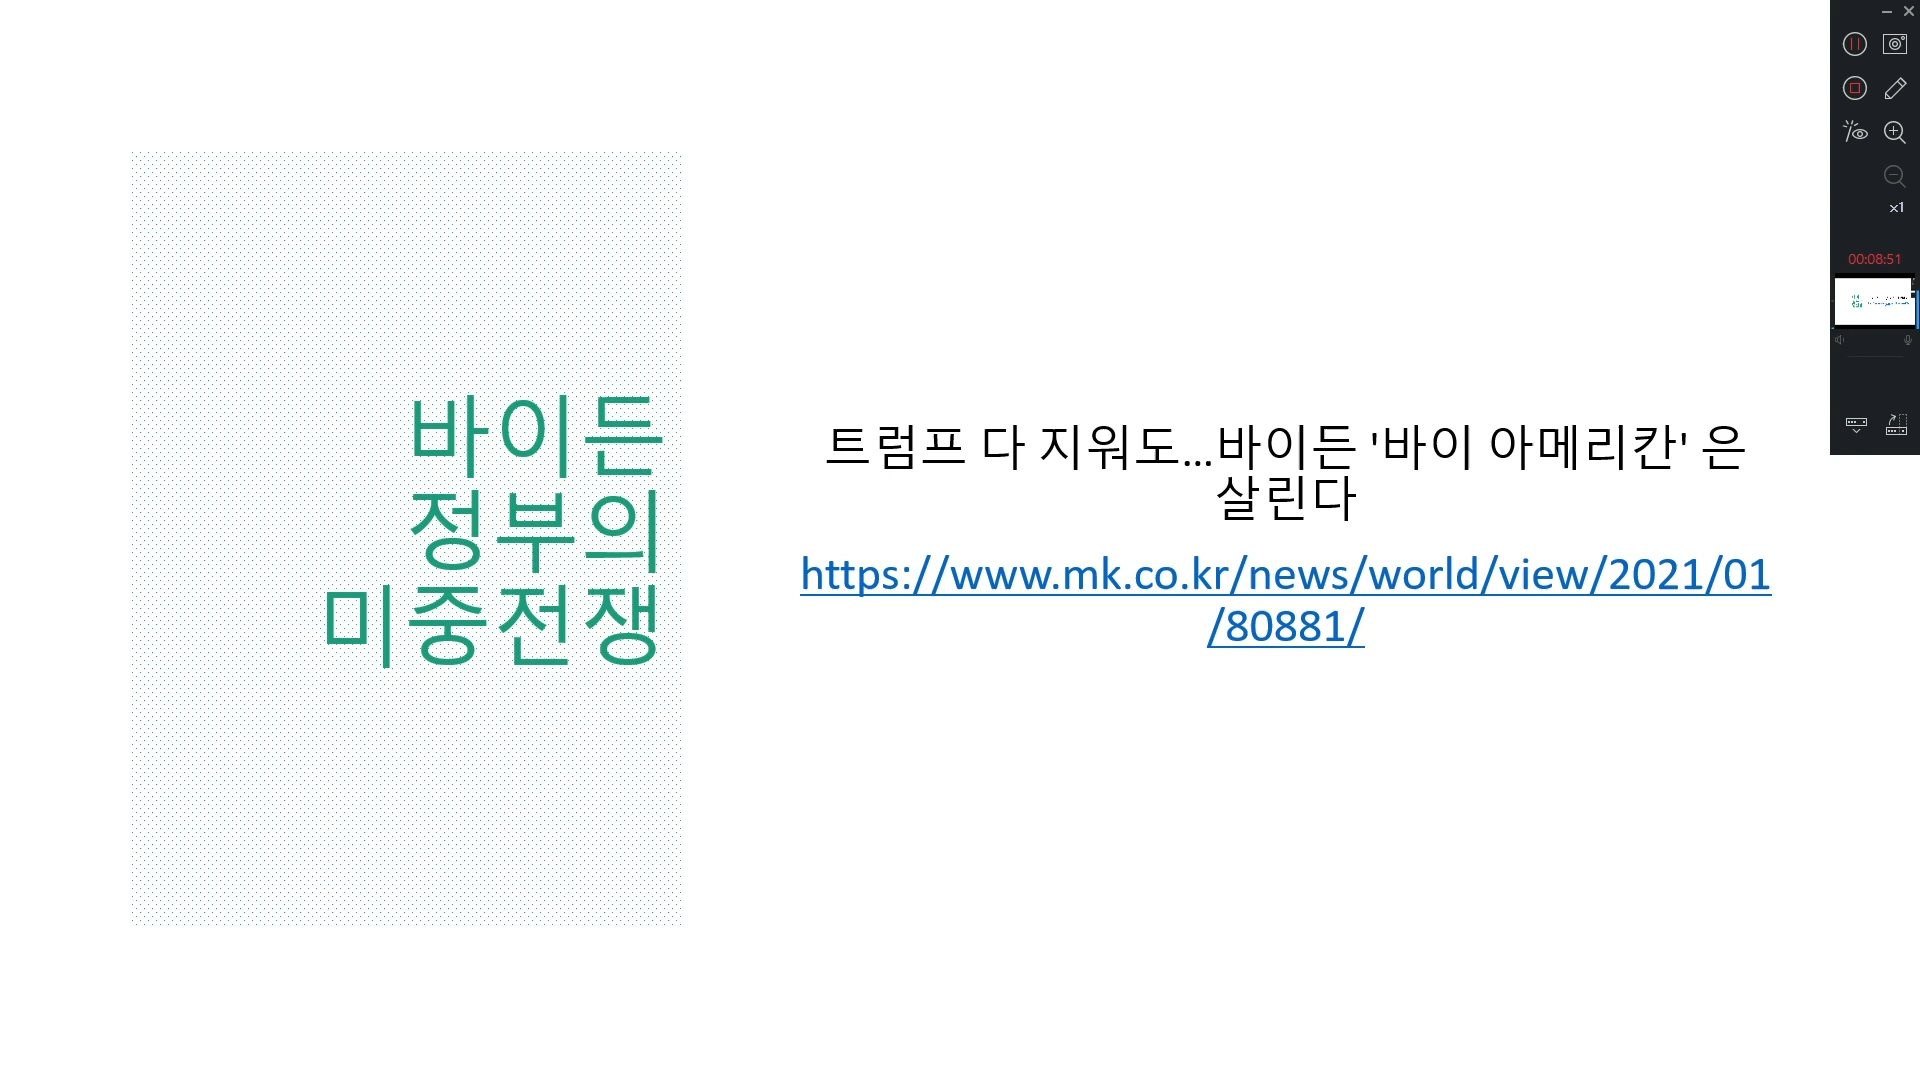 바이든
정부의
미중전쟁
트럼프 다 지워도...바이든 '바이 아메리칸' 은
살린다
https://www.mk.co.kr/news/world/view/2021/01
/80881/
x1
00:08:51